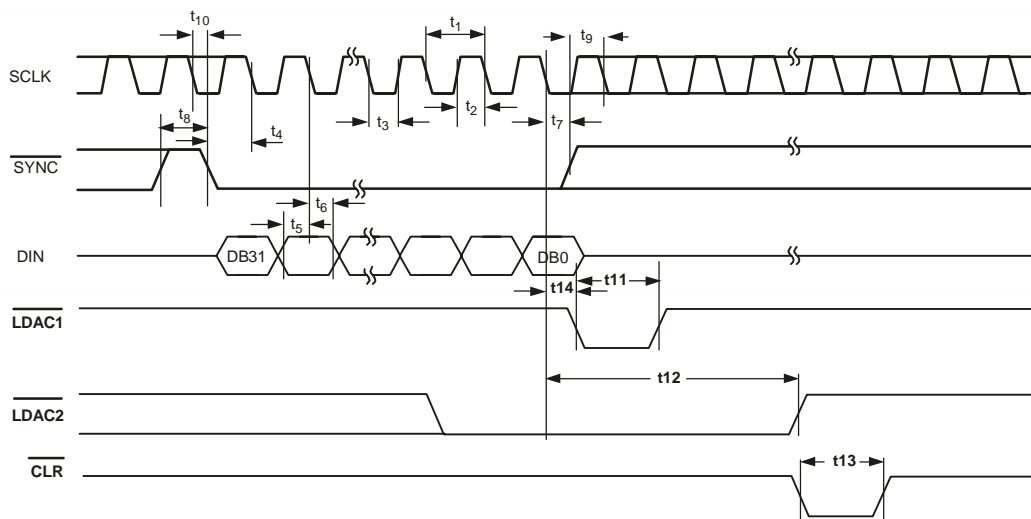 t10
t1
t9
SCLK
t8
t4
t3
t2
t7
SYNC
t5
t6
DIN
DB31
DB0
t14
t11
LDAC1
t12
LDAC2
t13
CLR